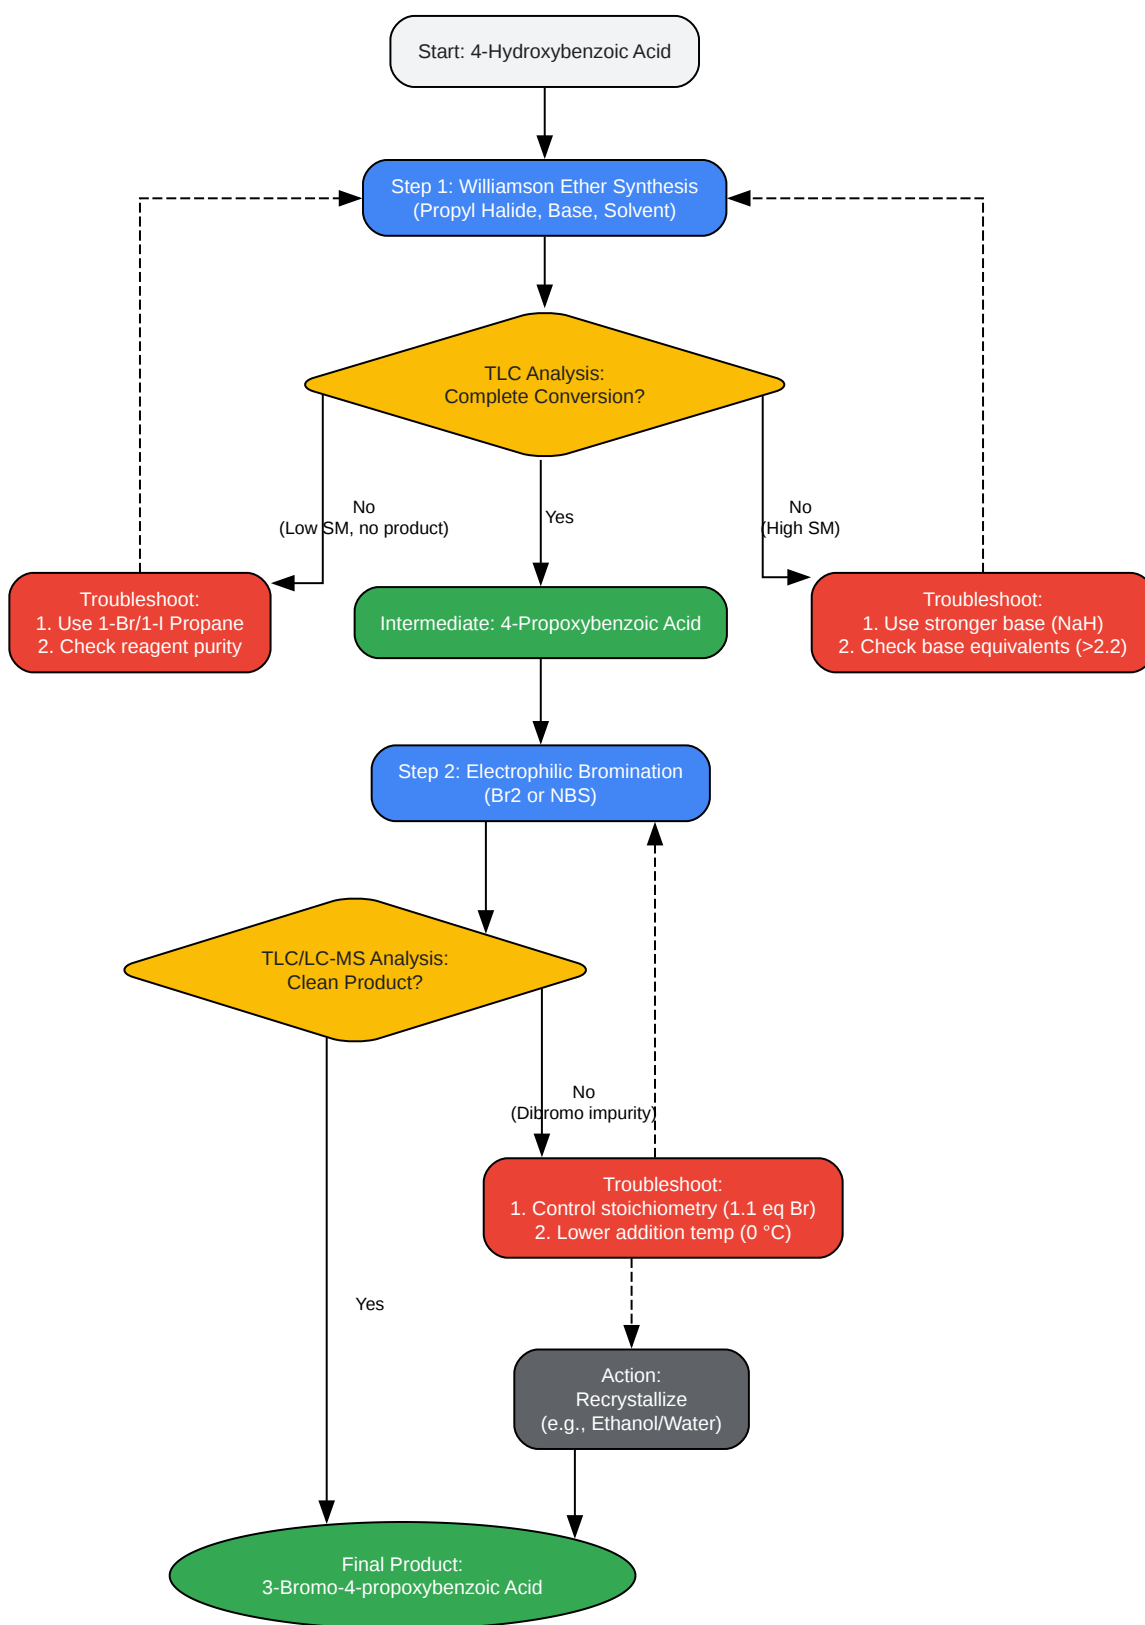 Start: 4-Hydroxybenzoic Acid
Step 1: Williamson Ether Synthesis
(Propyl Halide, Base, Solvent)
TLC Analysis:
Complete Conversion?
No
(Low SM, no product)
Yes
No
(High SM)
Troubleshoot:
1. Use 1-Br/1-I Propane
2. Check reagent purity
Intermediate: 4-Propoxybenzoic Acid
Troubleshoot:
1. Use stronger base (NaH)
2. Check base equivalents (>2.2)
Step 2: Electrophilic Bromination
(Br2 or NBS)
TLC/LC-MS Analysis:
Clean Product?
No
(Dibromo impurity)
Troubleshoot:
1. Control stoichiometry (1.1 eq Br)
2. Lower addition temp (0 °C)
Yes
Action:
Recrystallize
(e.g., Ethanol/Water)
Final Product:
3-Bromo-4-propoxybenzoic Acid